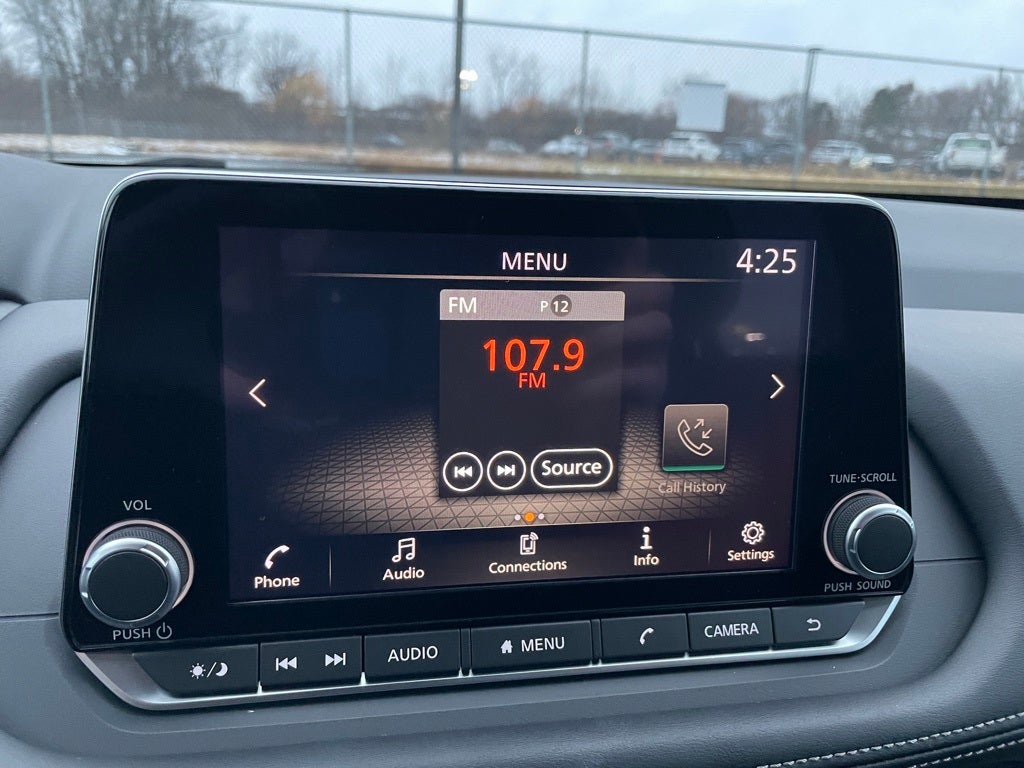 MENU
4:25
FM
P 12
107.9
FM
Source
Call History
Phone
Audio
Connections
Info
Settings
VOL
PUSH
TUNE·SCROLL
PUSH SOUND
AUDIO
MENU
CAMERA